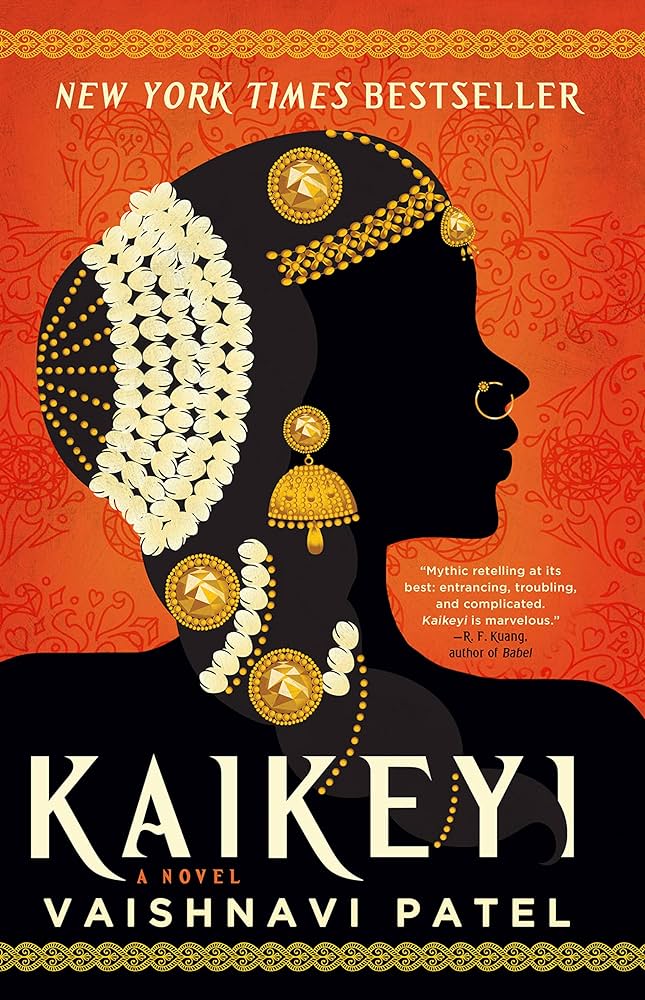 NEW YORK TIMES BESTSELLER
“Mythic retelling at its
best: entrancing, troubling,
and complicated.
Kaikeyi is marvelous.”
—R. F. Kuang,
author of Babel
KAIKEYI
A NOVEL
VAISHNAVI PATEL